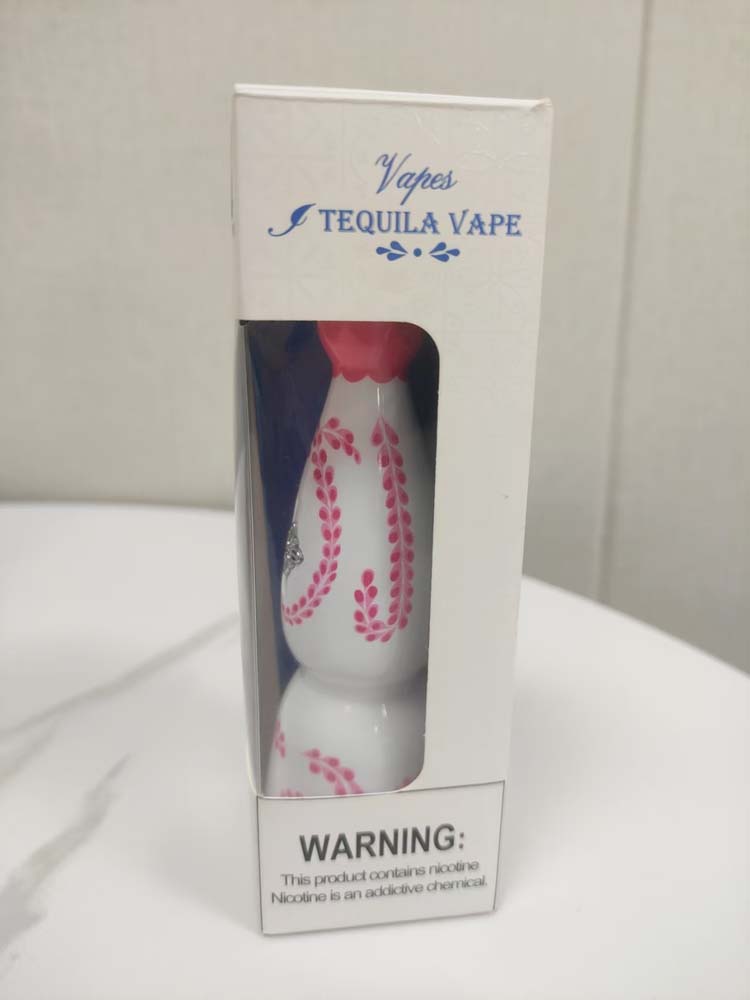 Vapes
TEQUILA VAPE
WARNING:
This product contains nicotine
Nicotine is an addictive chemical.